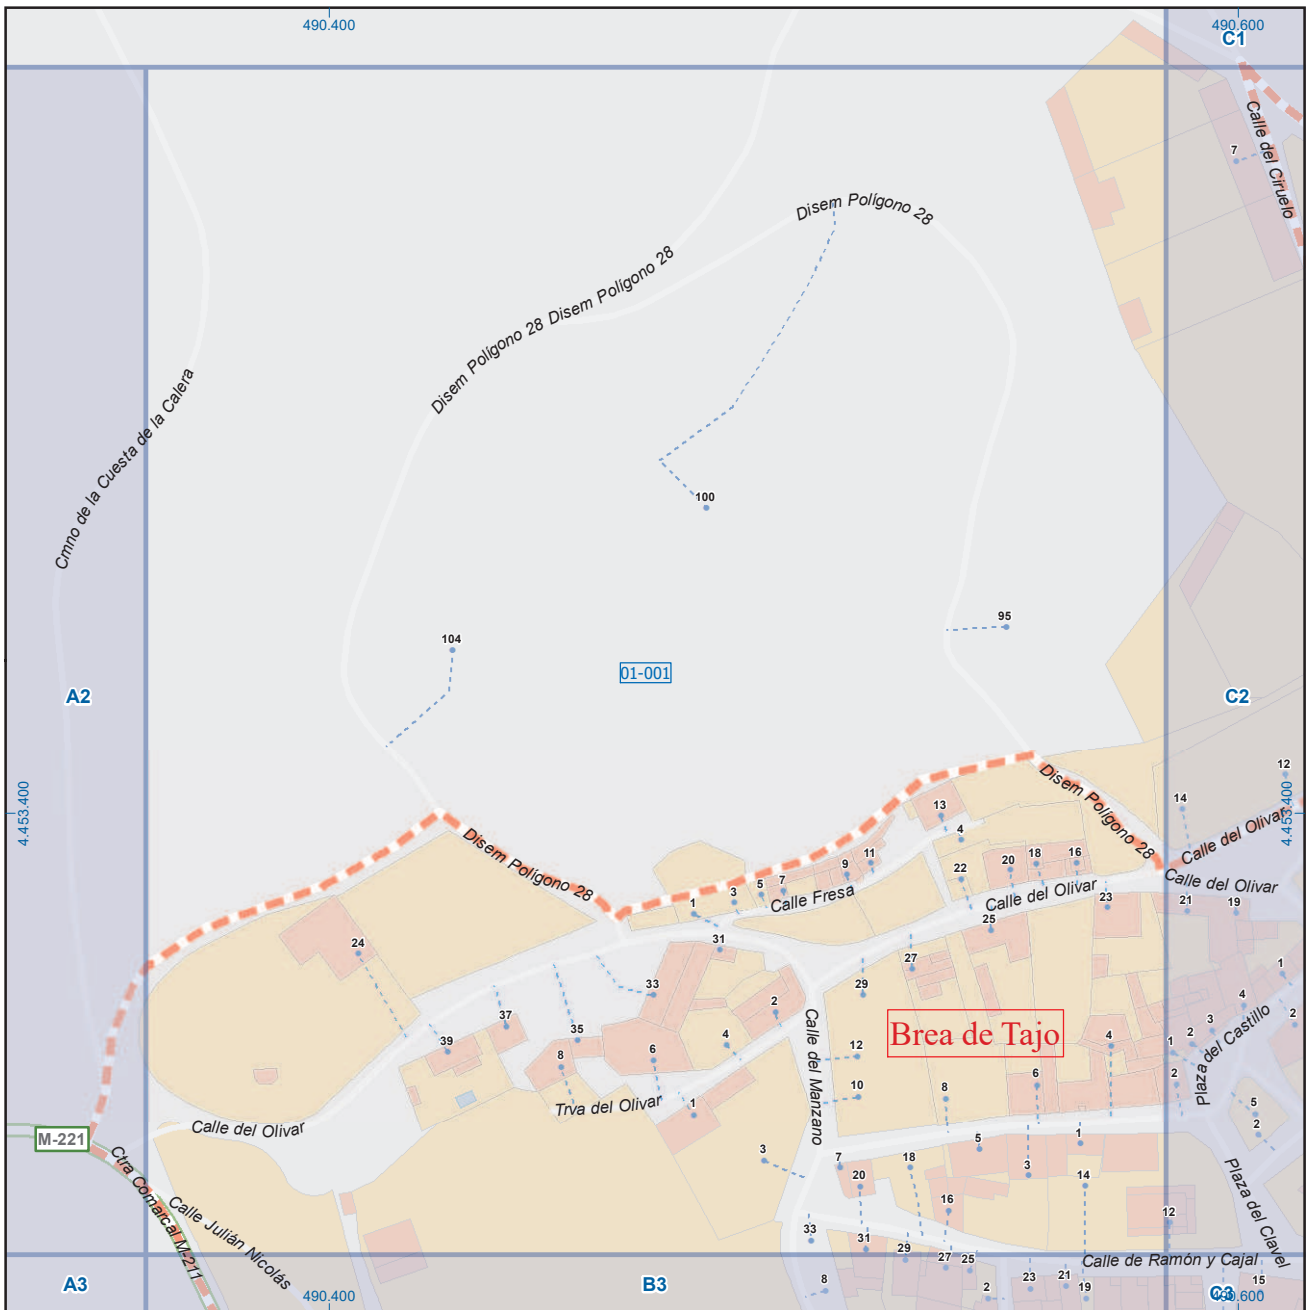 490.400
490.600
C1
Calle del Ciruelo
7
Disem Polígono 28
Disem Polígono 28
Disem Polígono 28
Cmno de la Cuesta de la Calera
100
95
104
01-001
A2
C2
4.453.400
4.453.400
12
14
13
4
Disem Polígono 28
Disem Polígono 28
Calle del Olivar
Calle del Olivar
Calle del Olivar
11
9
7
5
3
1
Calle Fresa
22
20
18
16
23
21
19
25
24
31
27
33
29
1
2
37
35
39
8
6
4
2
Calle del Manzano
12
10
Brea de Tajo
4
3
2
1
4
2
Plaza del Castillo
6
8
5
2
Trva del Olivar
1
Calle del Olivar
M-221
Ctra Comarcal M-211
Calle Julián Nicolás
3
7
18
5
3
1
20
16
14
12
Plaza del Clavel
33
31
29
27
25
Calle de Ramón y Cajal
A3
B3
8
2
23
21
19
15
C3
490.400
490.600